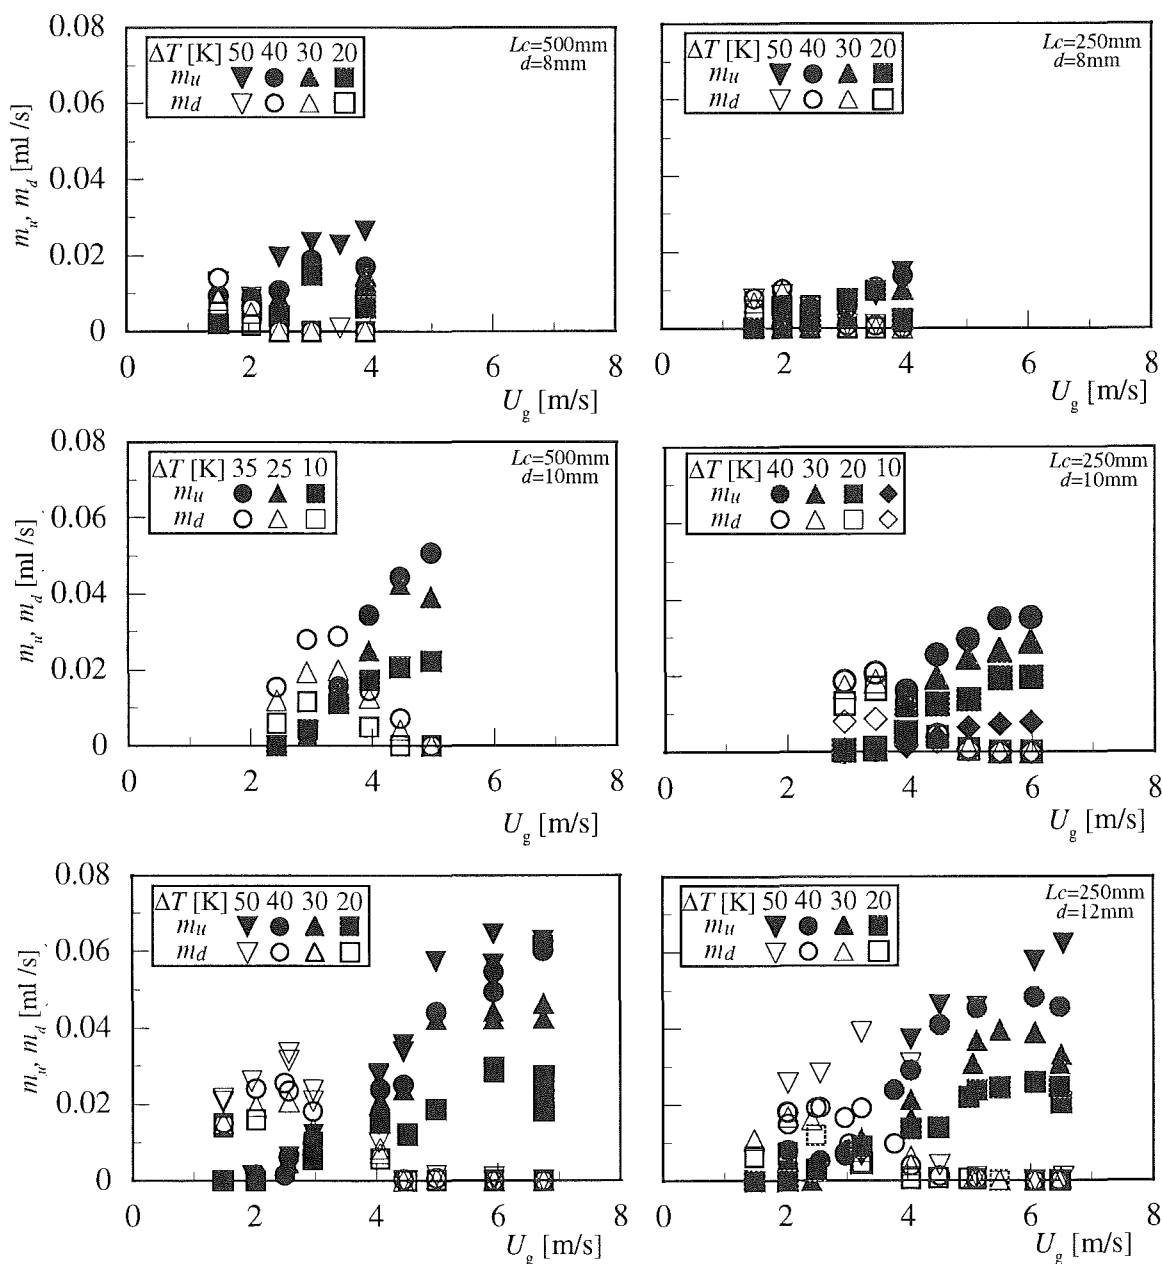 0.08
0.06
0.04
0.02
0
m_u, m_d [ml /s]
ΔT [K] 50 40 30 20
m_u
m_d
Lc=500mm
d=8mm
0 2 4 6 8
U_g [m/s]
ΔT [K] 50 40 30 20
m_u
m_d
Lc=250mm
d=8mm
0 2 4 6 8
U_g [m/s]
0.08
0.06
0.04
0.02
0
m_u, m_d [ml /s]
ΔT [K] 35 25 10
m_u
m_d
Lc=500mm
d=10mm
0 2 4 6 8
U_g [m/s]
ΔT [K] 40 30 20 10
m_u
m_d
Lc=250mm
d=10mm
0 2 4 6 8
U_g [m/s]
0.08
0.06
0.04
0.02
0
m_u, m_d [ml /s]
ΔT [K] 50 40 30 20
m_u
m_d
0 2 4 6 8
U_g [m/s]
ΔT [K] 50 40 30 20
m_u
m_d
Lc=250mm
d=12mm
0 2 4 6 8
U_g [m/s]